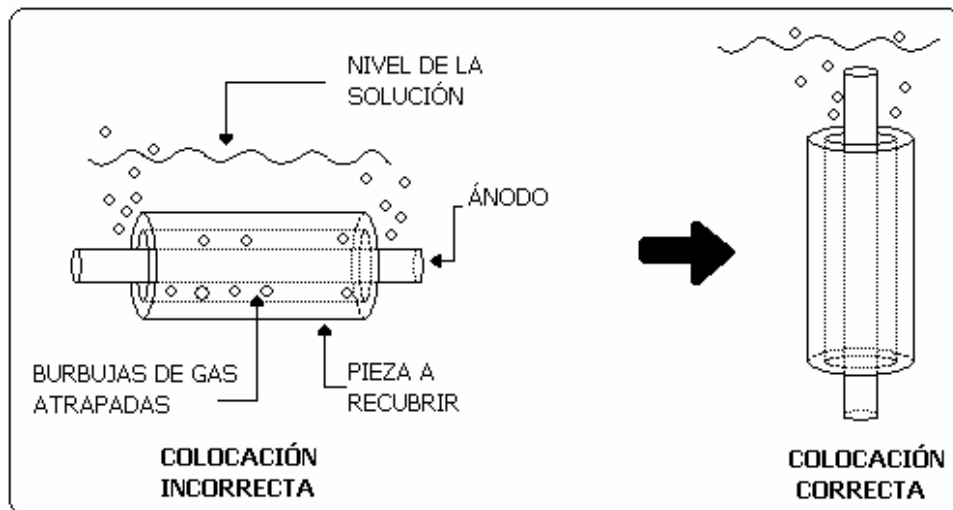 NIVEL DE LA
SOLUCIÓN
ÁNODO
BURBUJAS DE GAS
ATRAPADAS
PIEZA A
RECUBRIR
COLOCACIÓN
INCORRECTA
COLOCACIÓN
CORRECTA